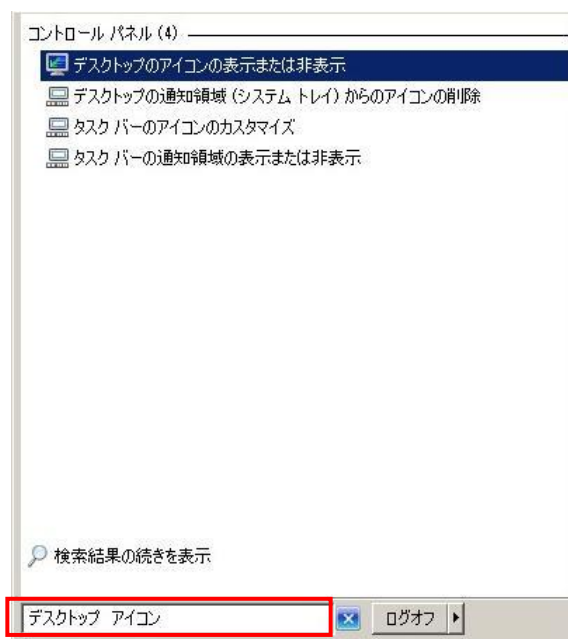 コントロール パネル (4)
デスクトップのアイコンの表示または非表示
デスクトップの通知領域 (システム トレイ) からのアイコンの削除
タスク バーのアイコンのカスタマイズ
タスク バーの通知領域の表示または非表示
検索結果の続きを表示
デスクトップ アイコン
ログオフ